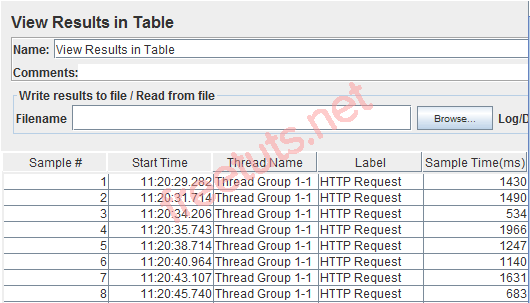 View Results in Table
Name: View Results in Table
Comments:
Write results to file / Read from file
Filename Browse... Log/D
Sample # Start Time Thread Name Label Sample Time(ms)
1 11:20:29.282 Thread Group 1-1 HTTP Request 1430
2 11:20:31.714 Thread Group 1-1 HTTP Request 1490
3 11:20:34.206 Thread Group 1-1 HTTP Request 534
4 11:20:35.743 Thread Group 1-1 HTTP Request 1966
5 11:20:38.714 Thread Group 1-1 HTTP Request 1247
6 11:20:40.964 Thread Group 1-1 HTTP Request 1140
7 11:20:43.107 Thread Group 1-1 HTTP Request 1631
8 11:20:45.740 Thread Group 1-1 HTTP Request 683
freetuts.net